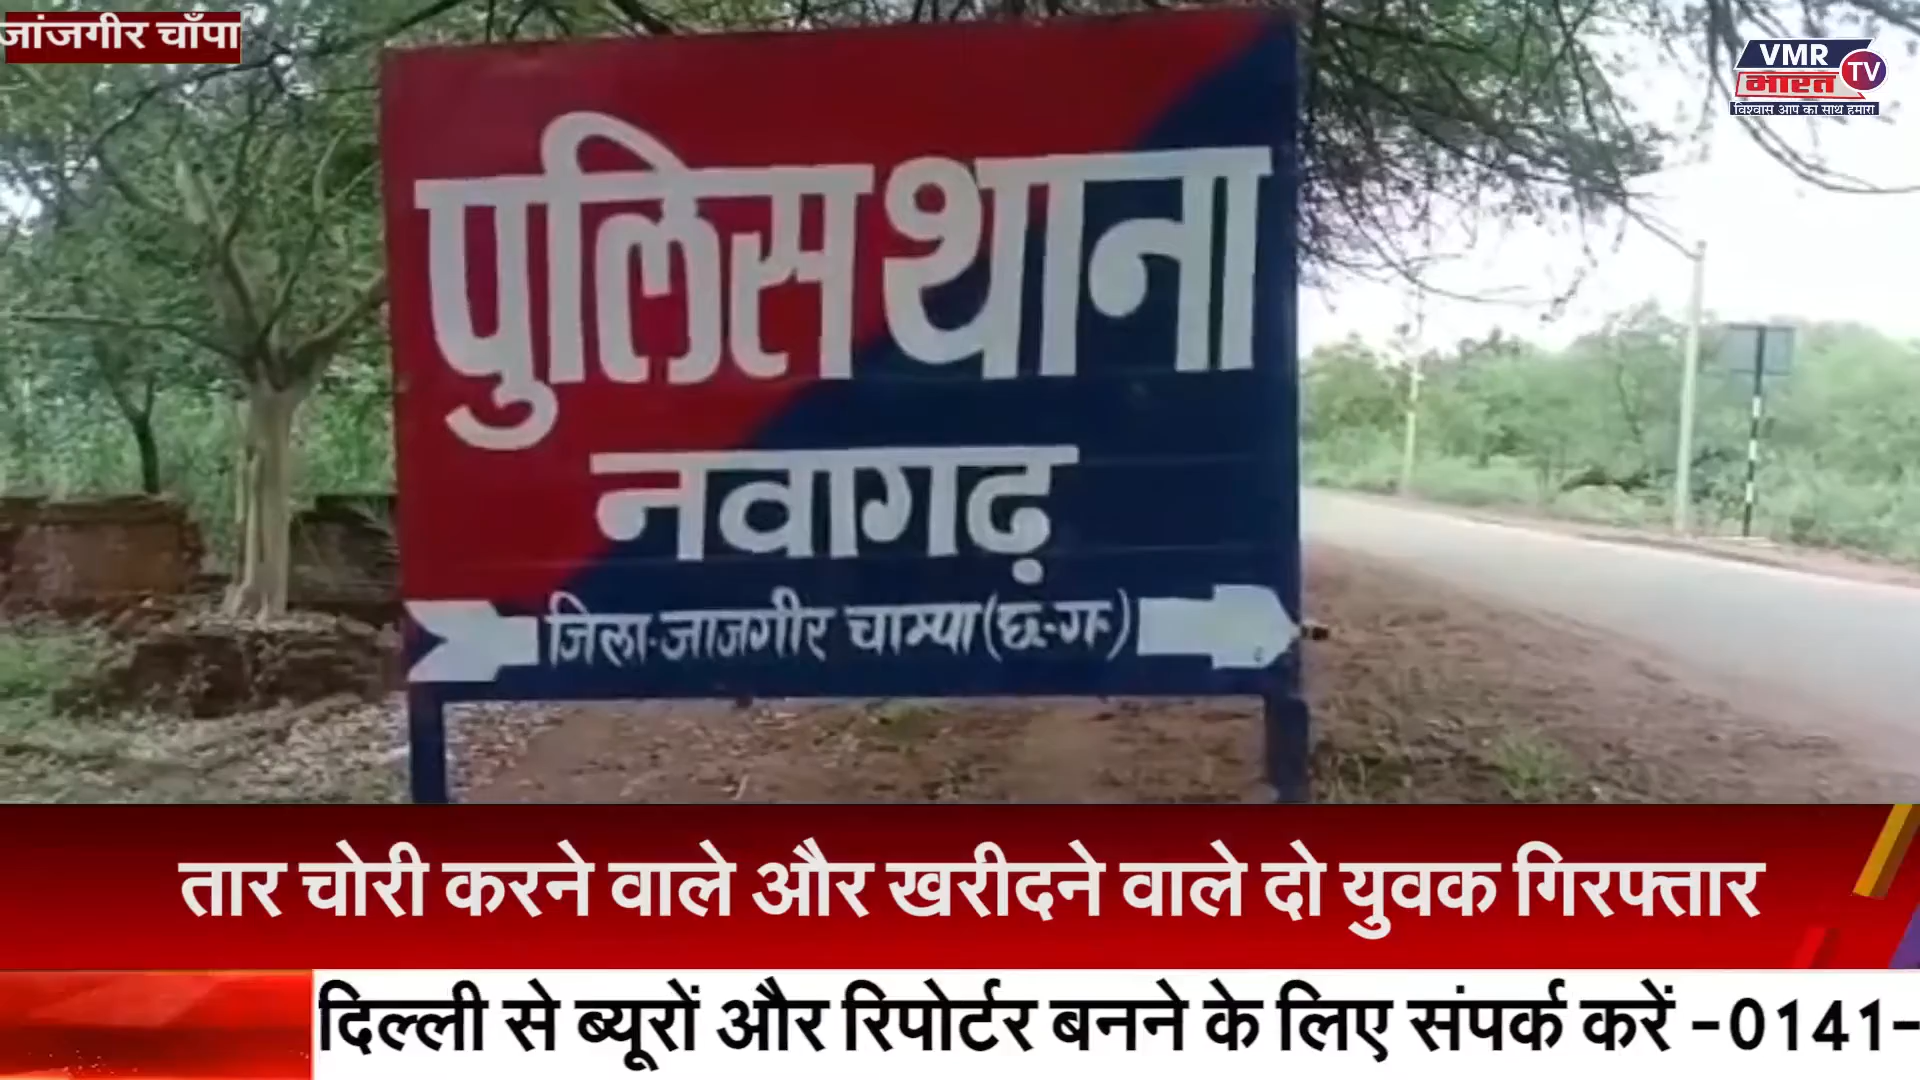 जांजगीर चाँपा
VMR
भारत
TV
विश्वास आप का साथ हमारा
पुलिस थाना
नवागढ़
जिला-जाजगीर चाम्पा (छ.ग.)
तार चोरी करने वाले और खरीदने वाले दो युवक गिरफ्तार
दिल्ली से ब्यूरों और रिपोर्टर बनने के लिए संपर्क करें -0141-